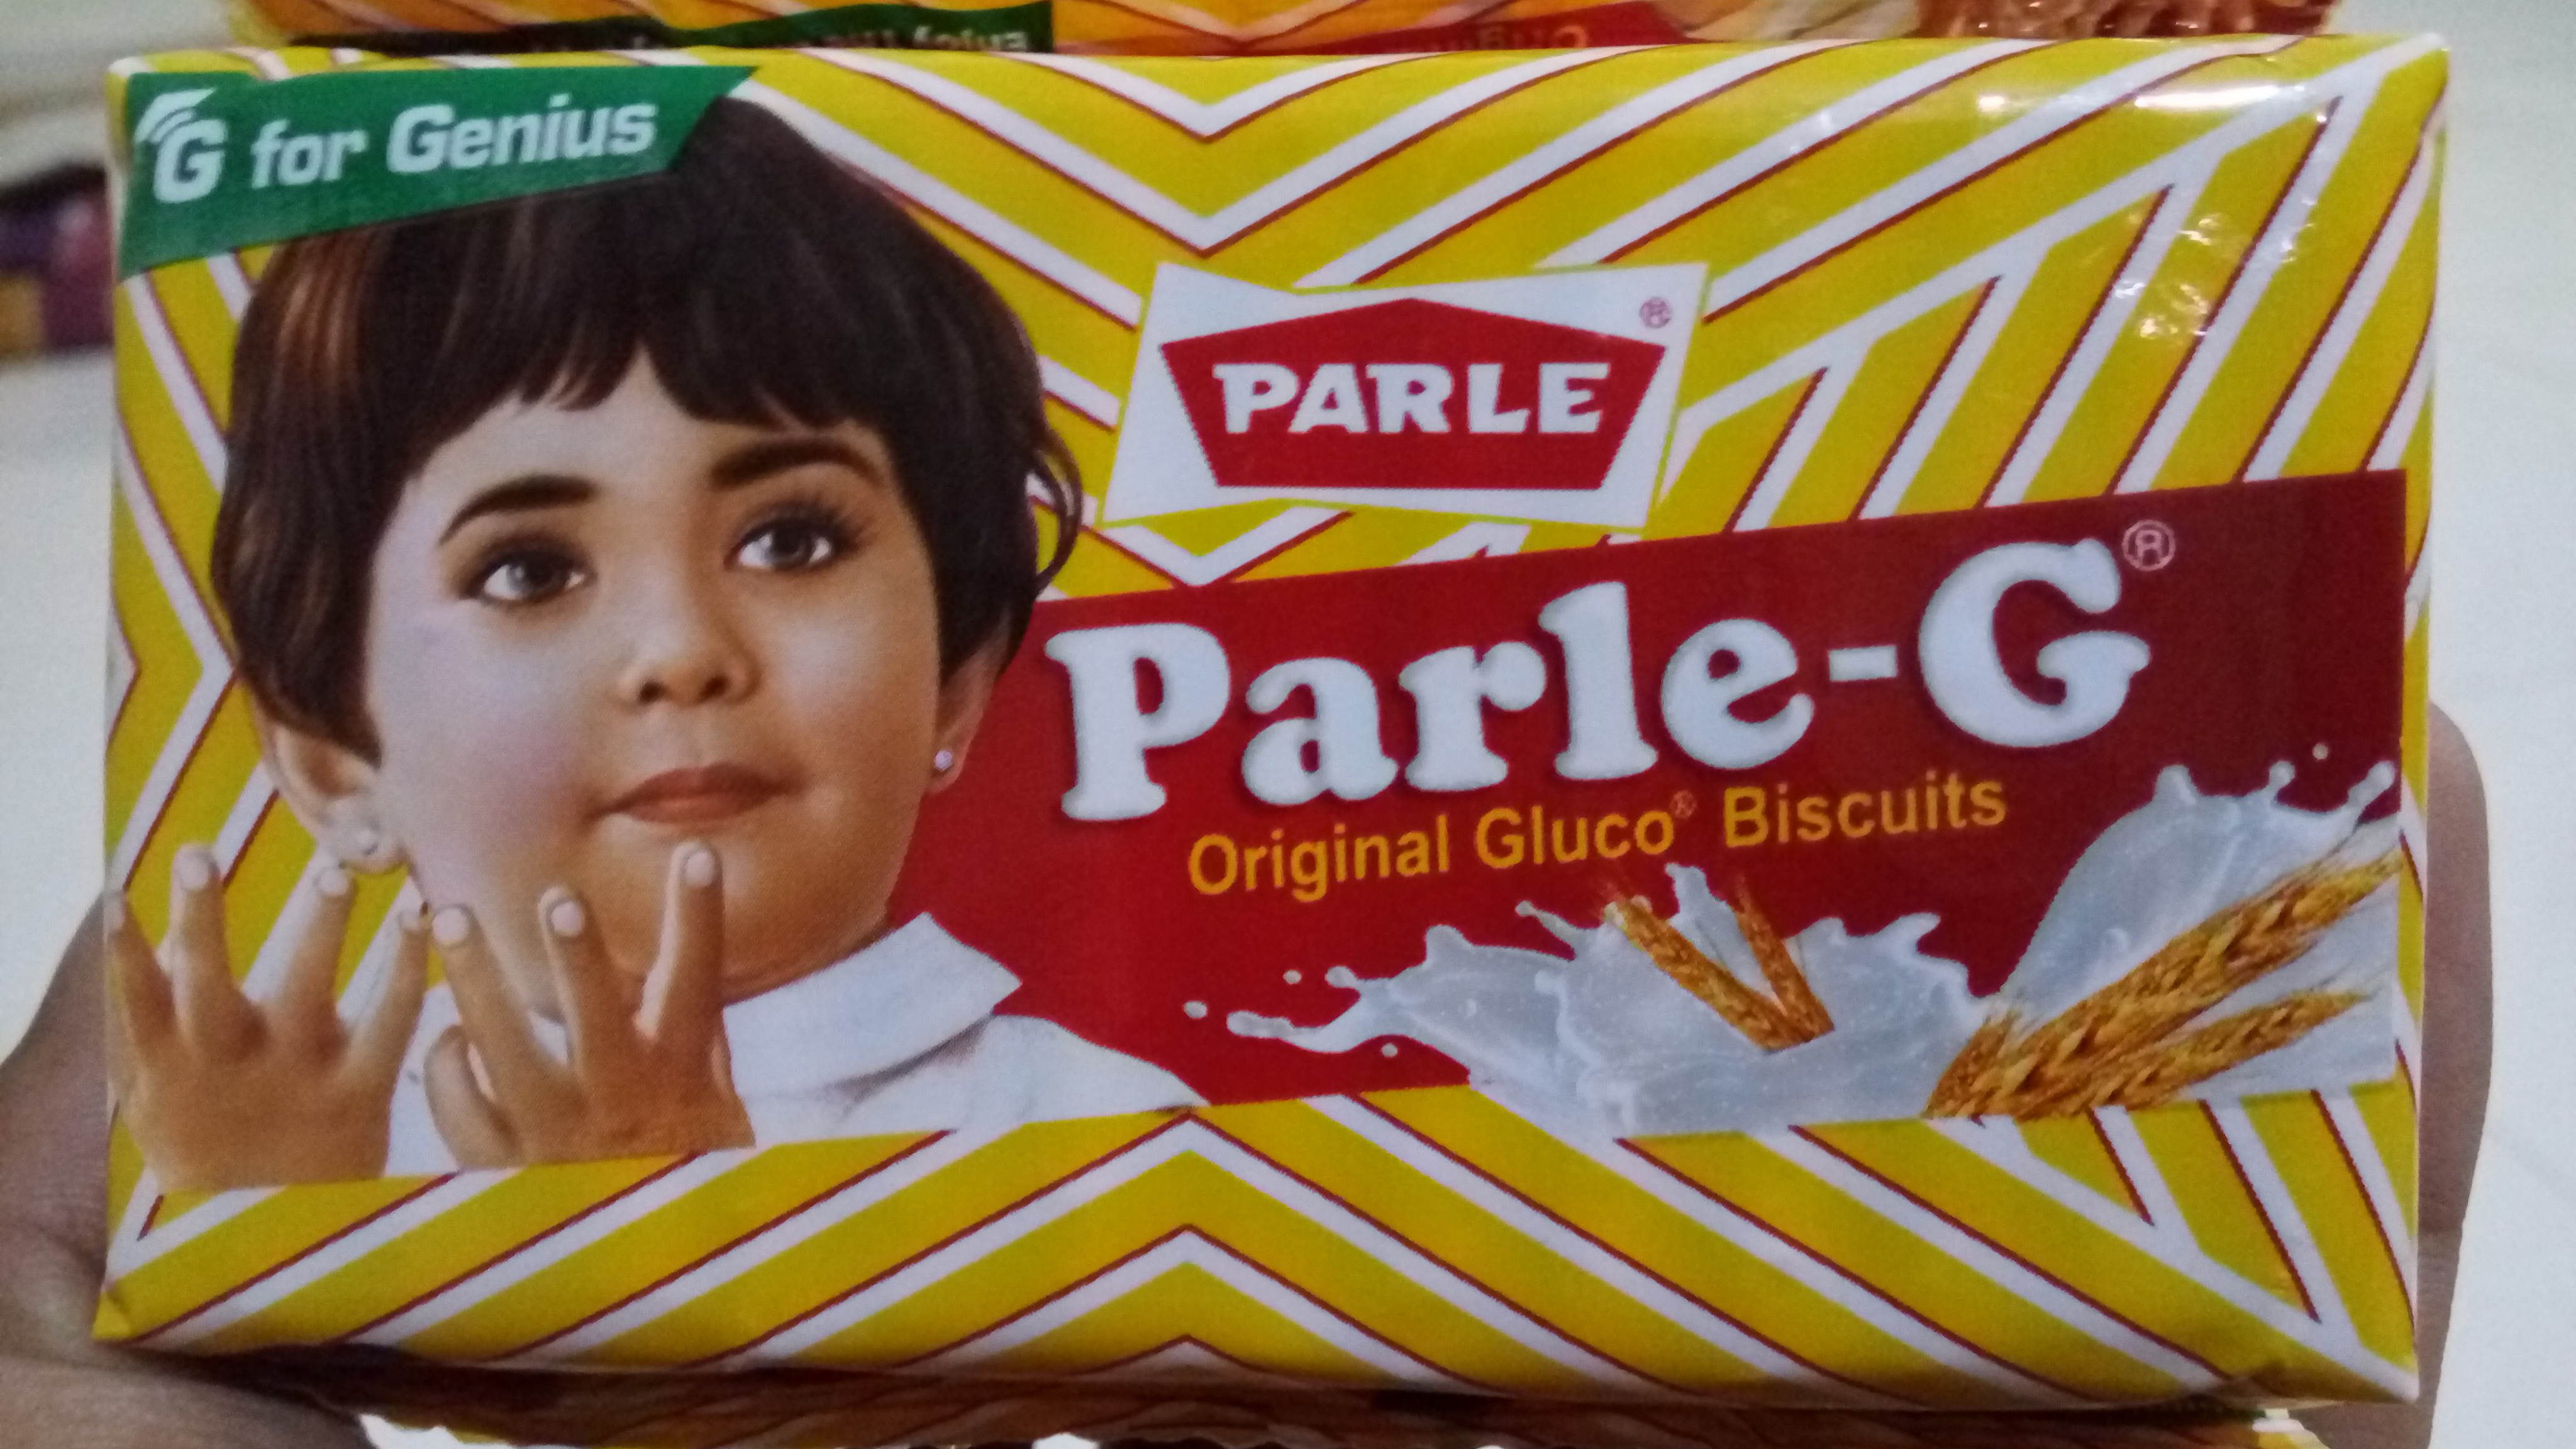 G for Genius
PARLE ®
Parle-G ®
Original Gluco® Biscuits